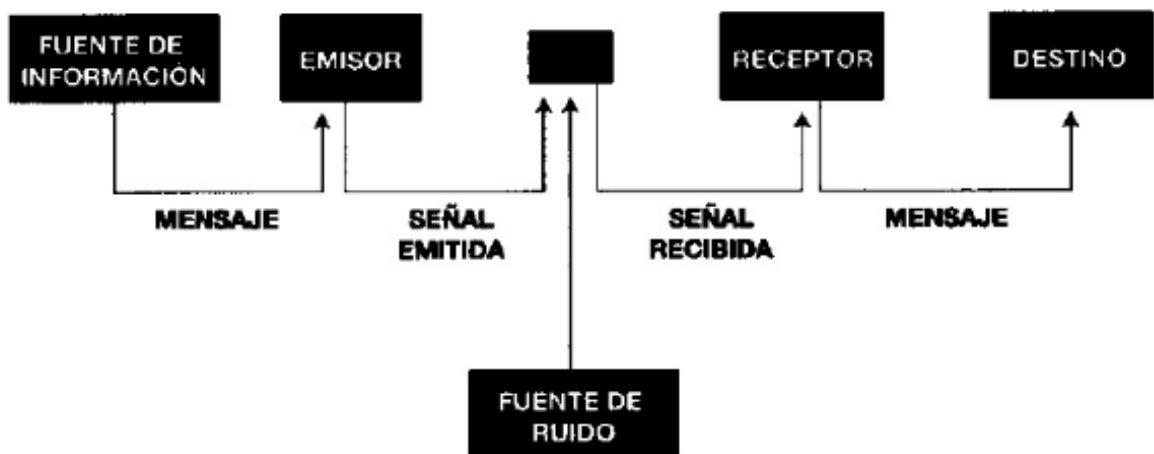 FUENTE DE
INFORMACIÓN
EMISOR
RECEPTOR
DESTINO
MENSAJE
SEÑAL
EMITIDA
SEÑAL
RECIBIDA
MENSAJE
FUENTE DE
RUIDO